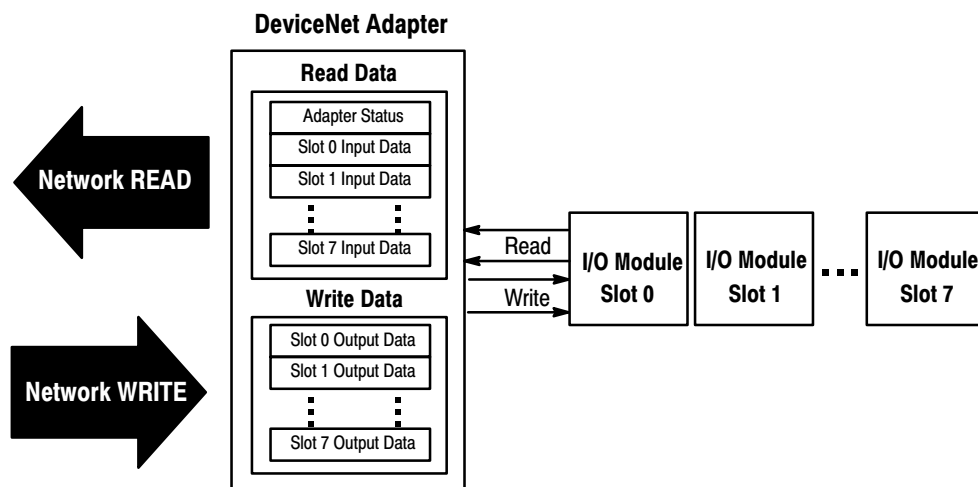 DeviceNet Adapter
Read Data
Adapter Status
Slot 0 Input Data
Slot 1 Input Data
Slot 7 Input Data
Network READ
Read
Write
I/O Module
Slot 0
I/O Module
Slot 1
I/O Module
Slot 7
Write Data
Slot 0 Output Data
Slot 1 Output Data
Slot 7 Output Data
Network WRITE